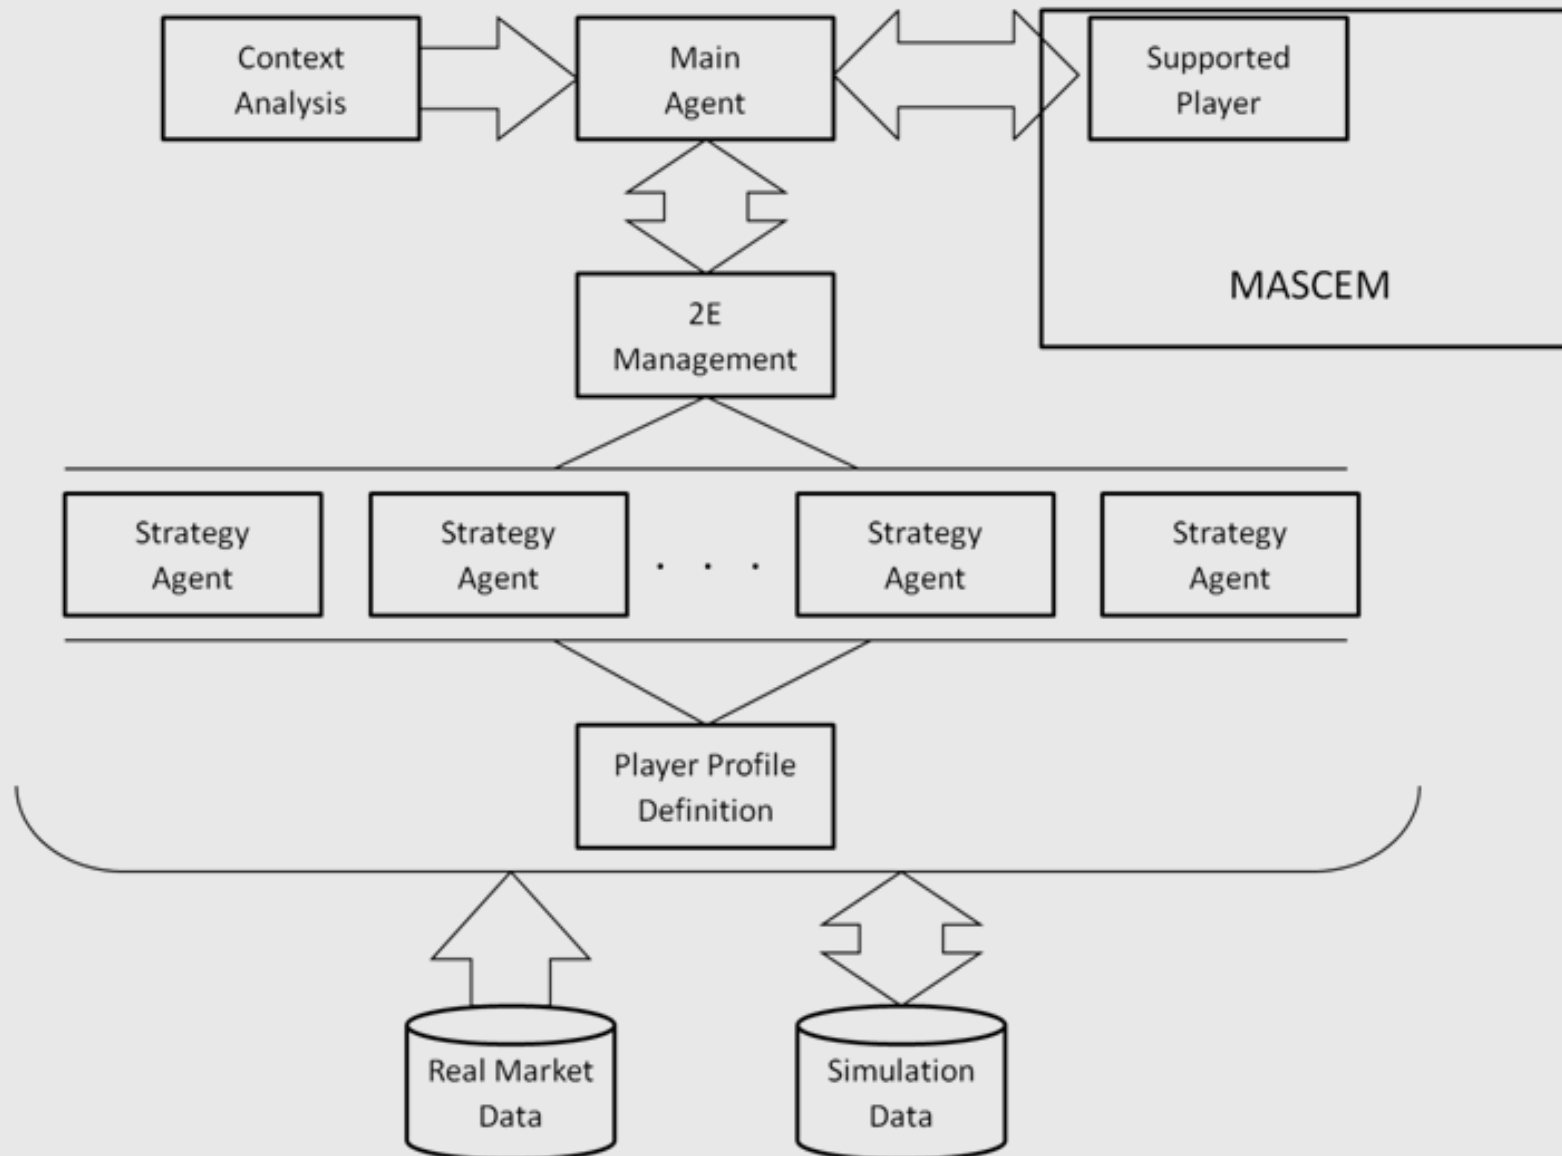 Context
Analysis
Main
Agent
Supported
Player
MASCEM
2E
Management
Strategy
Agent
Strategy
Agent
. . .
Strategy
Agent
Strategy
Agent
Player Profile
Definition
Real Market
Data
Simulation
Data